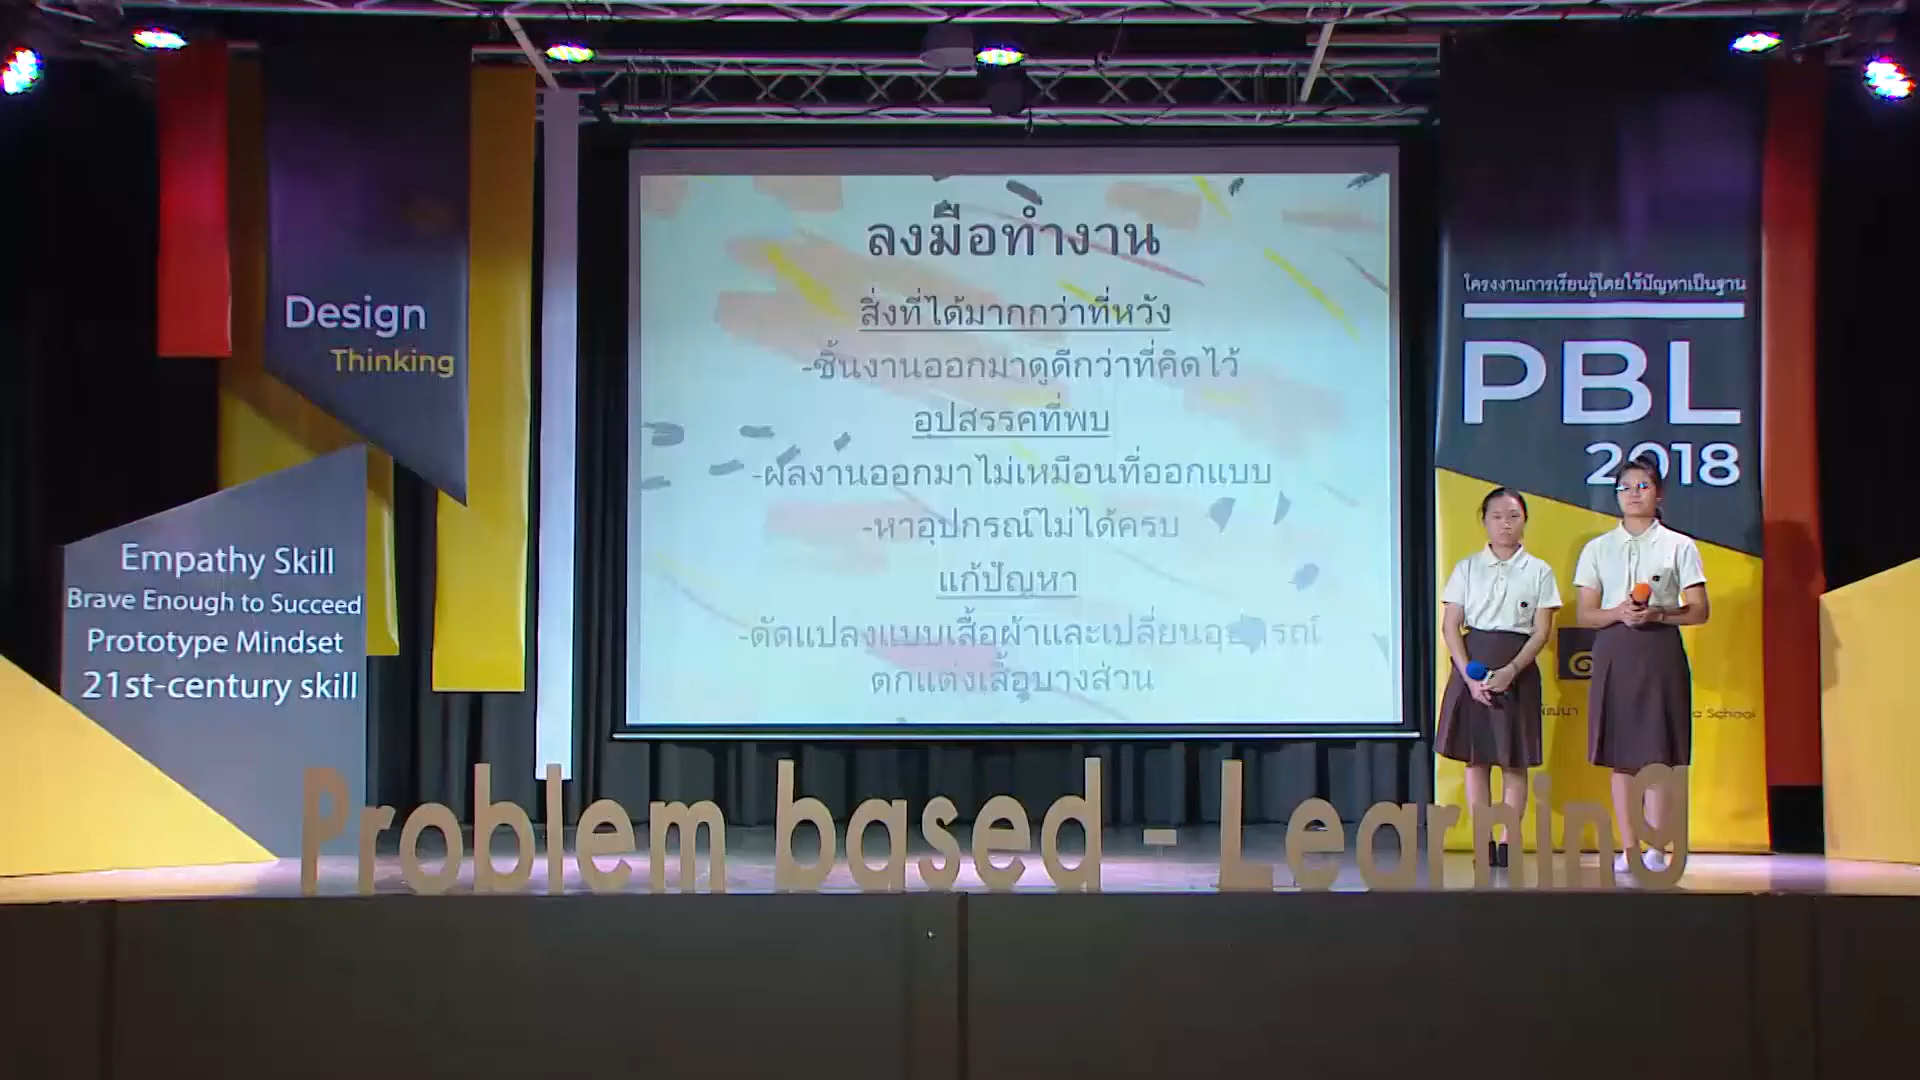 Design
Thinking
Empathy Skill
Brave Enough to Succeed
Prototype Mindset
21st-century skill
ลงมือทำงาน
สิ่งที่ได้มากกว่าที่หวัง
-ชิ้นงานออกมาดูดีกว่าที่คิดไว้
อุปสรรคที่พบ
-ผลงานออกมาไม่เหมือนที่ออกแบบ
-หาอุปกรณ์ไม่ได้ครบ
แก้ปัญหา
-ดัดแปลงแบบเสื้อผ้าและเปลี่ยนอุปกรณ์
ตกแต่งเสื้อบางส่วน
โครงงานการเรียนรู้โดยใช้ปัญหาเป็นฐาน
PBL
2018
School
Problem based - Learning